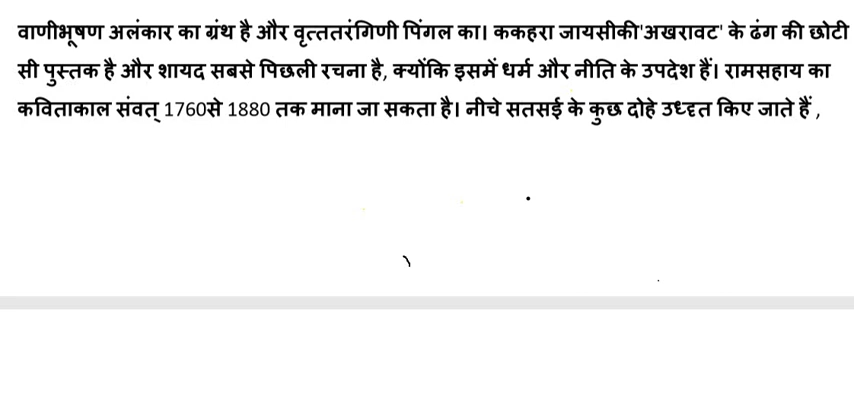 वाणीभूषण अलंकार का ग्रंथ है और वृत्ततरंगिणी पिंगल का। ककहरा जायसीकी'अखरावट' के ढंग की छोटी
सी पुस्तक है और शायद सबसे पिछली रचना है, क्योंकि इसमें धर्म और नीति के उपदेश हैं। रामसहाय का
कविताकाल संवत् 1760से 1880 तक माना जा सकता है। नीचे सतसई के कुछ दोहे उध्दृत किए जाते हैं ,